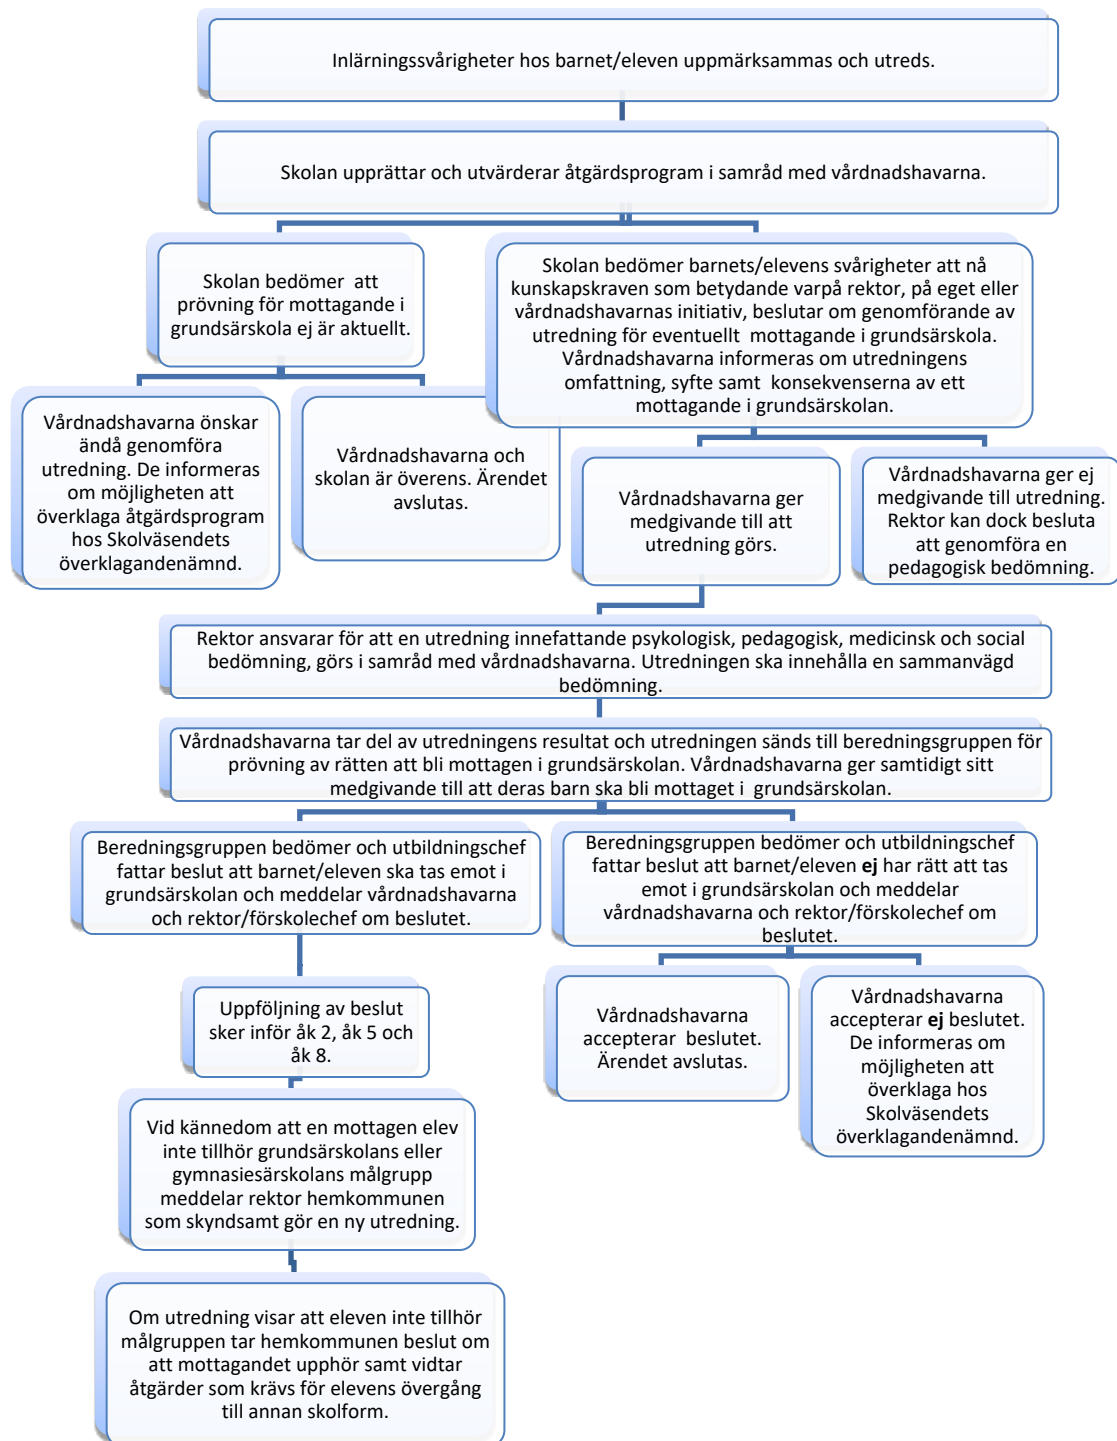 Inlärningssvårigheter hos barnet/eleven uppmärksammas och utreds.
Skolan upprättar och utvärderar åtgärdsprogram i samråd med vårdnadshavarna.
Skolan bedömer att
prövning för mottagande i
grundsärskola ej är aktuellt.
Skolan bedömer barnets/elevens svårigheter att nå
kunskapskraven som betydande varpå rektor, på eget eller
vårdnadshavarnas initiativ, beslutar om genomförande av
utredning för eventuellt mottagande i grundsärskola.
Vårdnadshavarna informeras om utredningens
omfattning, syfte samt konsekvenserna av ett
mottagande i grundsärskolan.
Vårdnadshavarna önskar
ändå genomföra
utredning. De informeras
om möjligheten att
överklaga åtgärdsprogram
hos Skolväsendets
överklagandenämnd.
Vårdnadshavarna och
skolan är överens. Ärendet
avslutas.
Vårdnadshavarna ger
medgivande till att
utredning görs.
Vårdnadshavarna ger ej
medgivande till utredning.
Rektor kan dock besluta
att genomföra en
pedagogisk bedömning.
Rektor ansvarar för att en utredning innefattande psykologisk, pedagogisk, medicinsk och social
bedömning, görs i samråd med vårdnadshavarna. Utredningen ska innehålla en sammanvägd
bedömning.
Vårdnadshavarna tar del av utredningens resultat och utredningen sänds till beredningsgruppen för
prövning av rätten att bli mottagen i grundsärskolan. Vårdnadshavarna ger samtidigt sitt
medgivande till att deras barn ska bli mottaget i grundsärskolan.
Beredningsgruppen bedömer och utbildningschef
fattar beslut att barnet/eleven ska tas emot i
grundsärskolan och meddelar vårdnadshavarna
och rektor/förskolechef om beslutet.
Beredningsgruppen bedömer och utbildningschef
fattar beslut att barnet/eleven ej har rätt att tas
emot i grundsärskolan och meddelar
vårdnadshavarna och rektor/förskolechef om
beslutet.
Uppföljning av beslut
sker inför åk 2, åk 5 och
åk 8.
Vårdnadshavarna
accepterar beslutet.
Ärendet avslutas.
Vårdnadshavarna
accepterar ej beslutet.
De informeras om
möjligheten att
överklaga hos
Skolväsendets
överklagandenämnd.
Vid kännedom att en mottagen elev
inte tillhör grundsärskolans eller
gymnasiesärskolans målgrupp
meddelar rektor hemkommunen
som skyndsamt gör en ny utredning.
Om utredning visar att eleven inte tillhör
målgruppen tar hemkommunen beslut om
att mottagandet upphör samt vidtar
åtgärder som krävs för elevens övergång
till annan skolform.